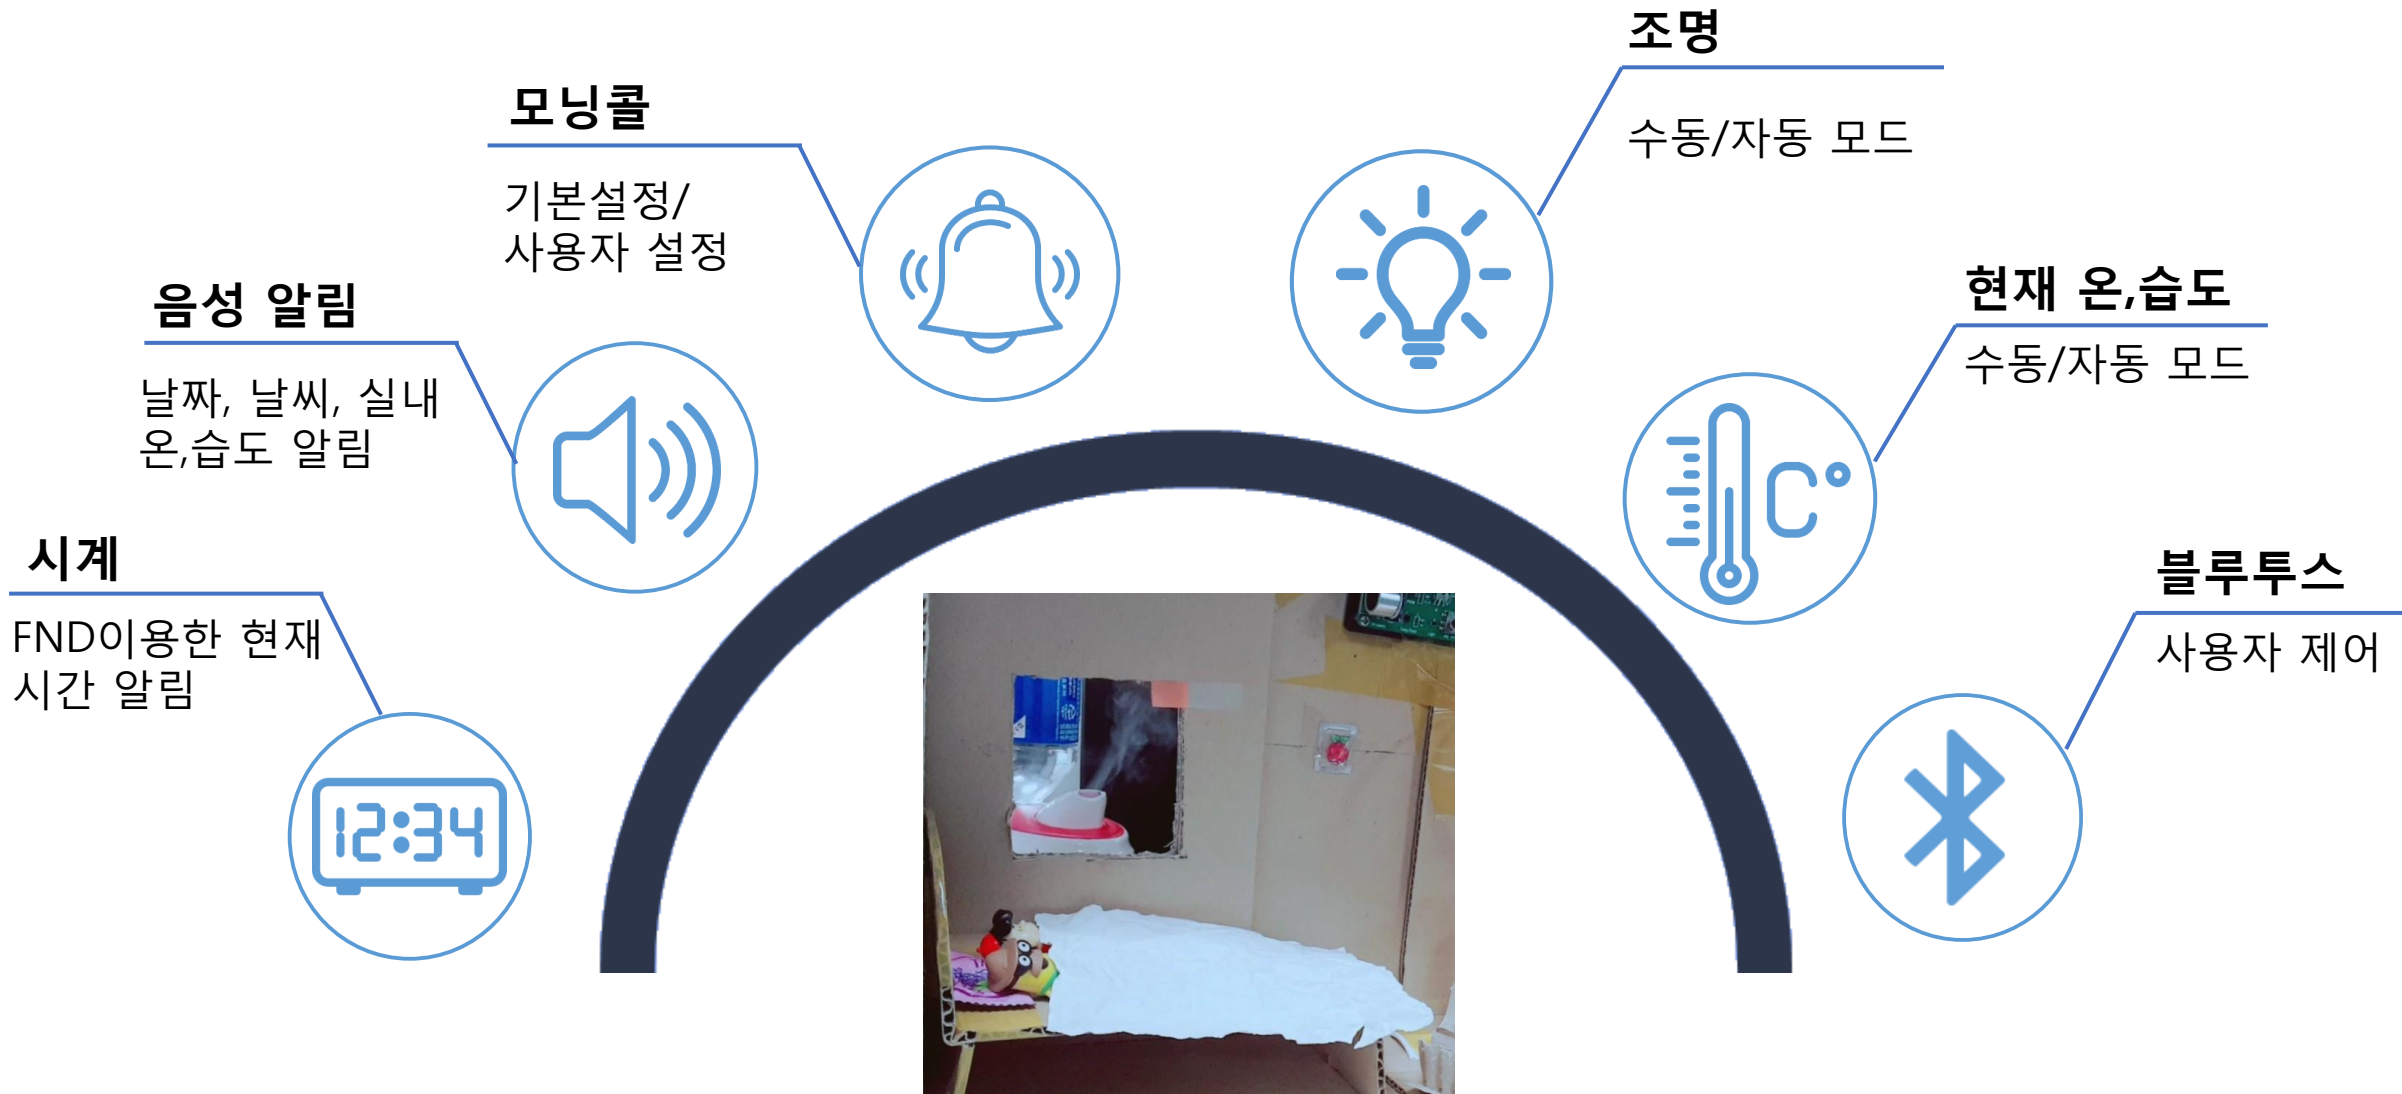 조명
수동/자동 모드
모닝콜
기본설정/
사용자 설정
현재 온,습도
수동/자동 모드
음성 알림
날짜, 날씨, 실내
온,습도 알림
시계
FND이용한 현재
시간 알림
12:34
C°
블루투스
사용자 제어